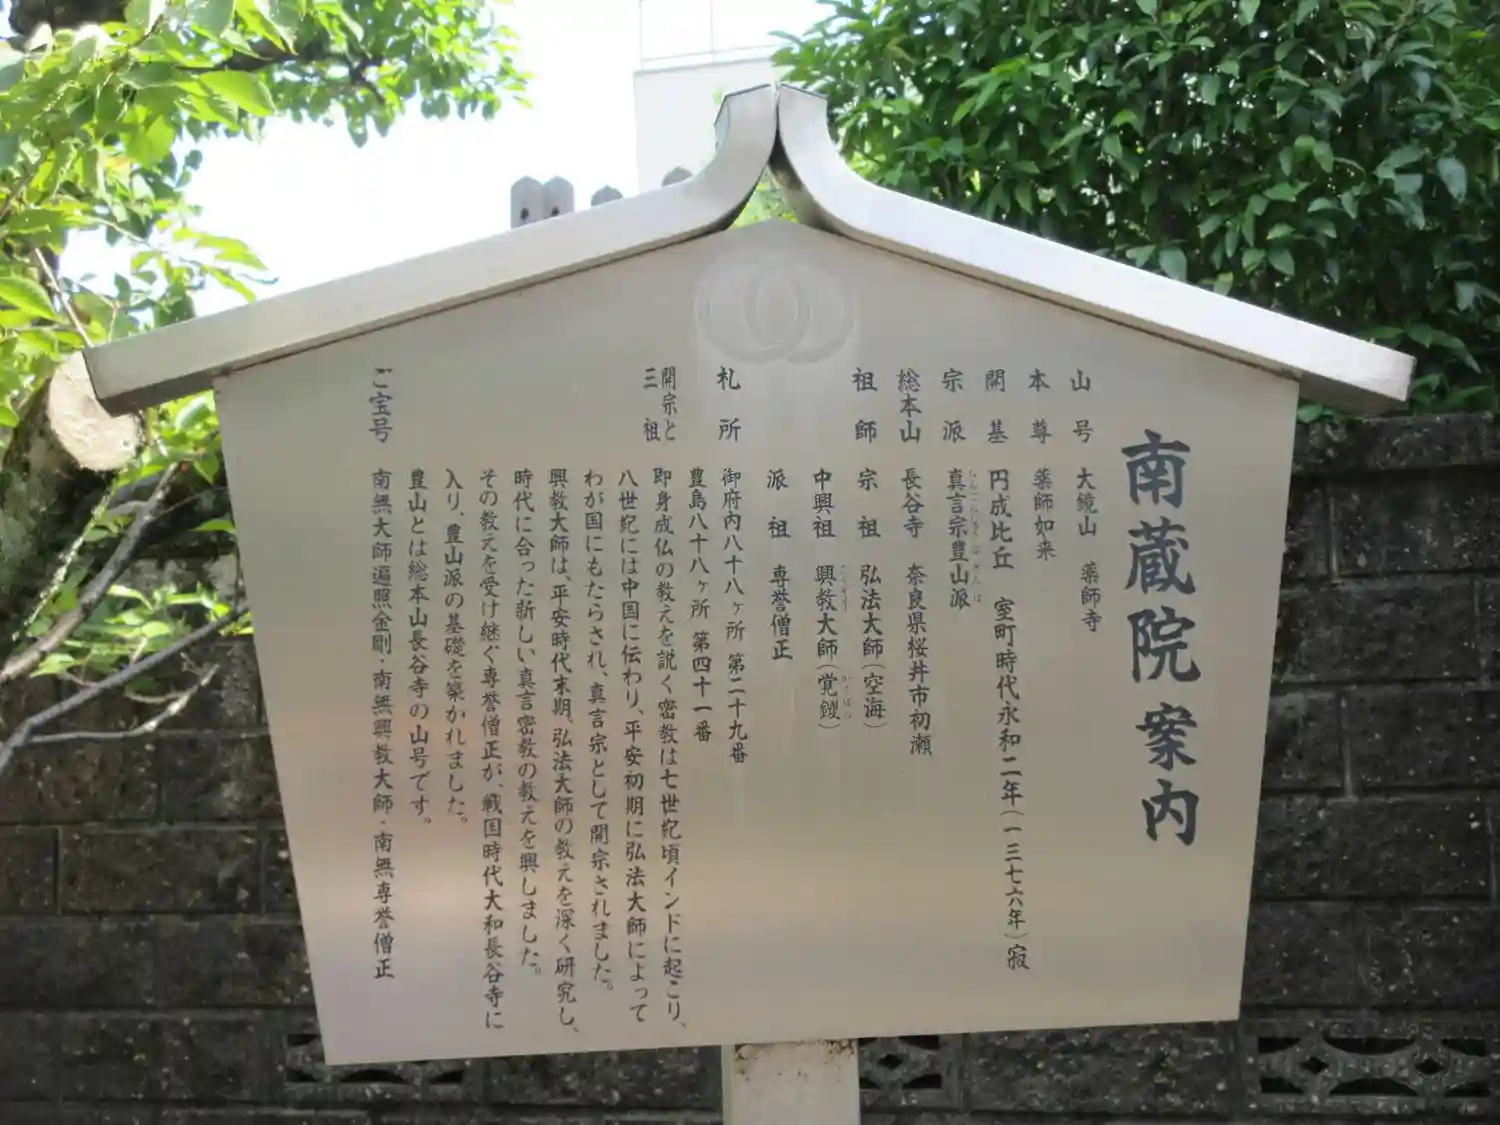 南蔵院案内
山号 大鏡山 薬師寺
本尊 薬師如来
開基 円成比丘 室町時代永和二年(一三七六年)寂
宗派 真言宗豊山派
総本山 長谷寺 奈良県桜井市初瀬
祖師 宗祖 弘法大師(空海)
中興祖 興教大師(覚鑁)
派祖 専誉僧正
札所 御府内八十八ヶ所 第二十九番
豊島八十八ヶ所 第四十一番
開宗と三祖 即身成仏の教えを説く密教は七世紀頃インドに起こり、
八世紀には中国に伝わり、平安初期に弘法大師によって
わが国にもたらされ、真言宗として開宗されました。
興教大師は、平安時代末期、弘法大師の教えを深く研究し、
時代に合った新しい真言密教の教えを興しました。
その教えを受け継ぐ専誉僧正が、戦国時代大和長谷寺に
入り、豊山派の基礎を築かれました。
豊山とは総本山長谷寺の山号です。
ご宝号 南無大師遍照金剛・南無興教大師・南無専誉僧正